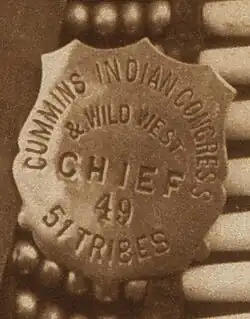 CUMMINS INDIAN CONGRESS
& WILD WEST
CHIEF
49
51 TRIBES